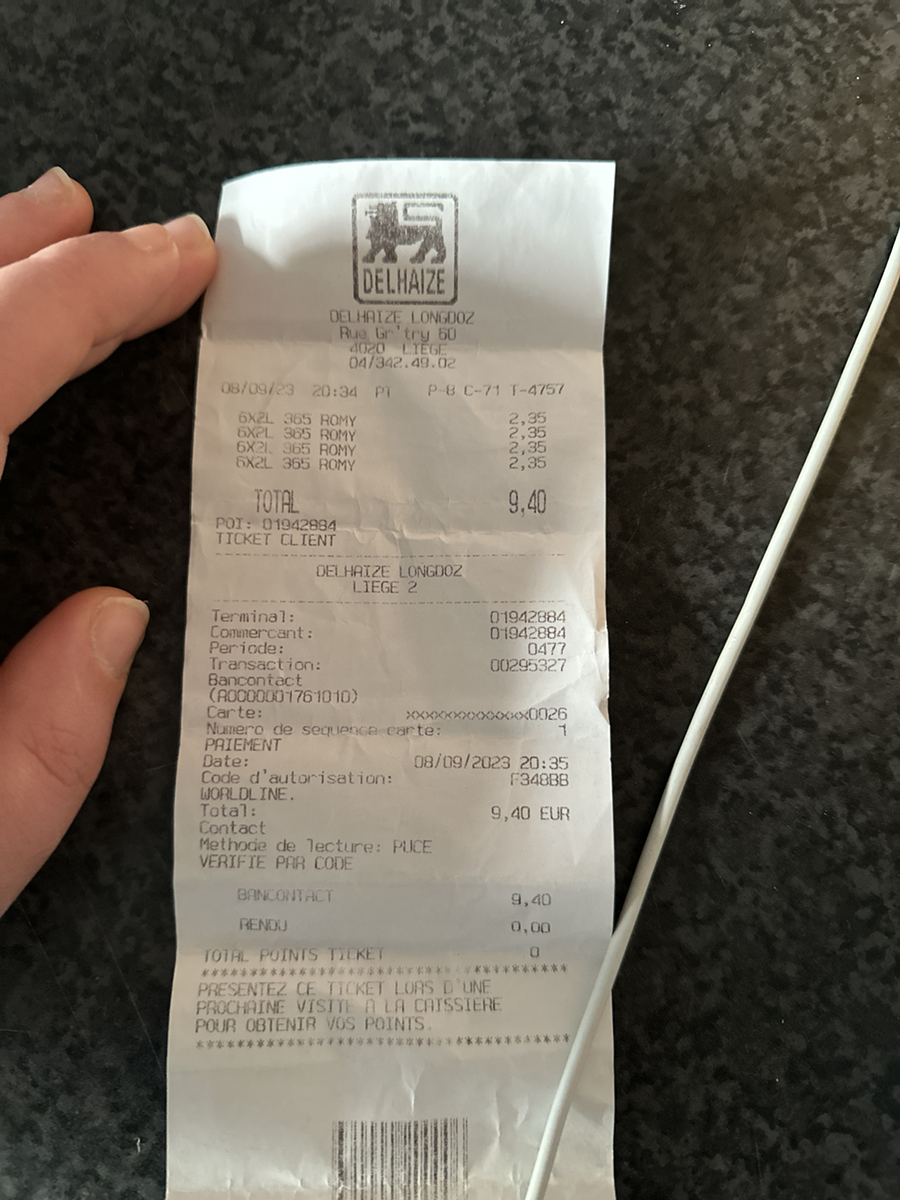 DELHAIZE
DELHAIZE LONGDOZ
Rue Gr'try 60
4020 LIEGE
04/342.49.02
08/09/23 20:34 PI P-8 C-71 T-4757
6X2L 365 ROMY 2,35
6X2L 365 ROMY 2,35
6X2L 365 ROMY 2,35
6X2L 365 ROMY 2,35
TOTAL 9,40
POI: 01942884
TICKET CLIENT
DELHAIZE LONGDOZ
LIEGE 2
Terminal: 01942884
Commercant: 01942884
Periode: 0477
Transaction: 00295327
Bancontact
(A0000001761010)
Carte: xxxxxxxxxxxxx0026
Numero de sequence carte: 1
PAIEMENT
Date: 08/09/2023 20:35
Code d'autorisation: F348BB
WORLDLINE.
Total: 9,40 EUR
Contact
Methode de lecture: PUCE
VERIFIE PAR CODE
BANCONTACT 9,40
RENDU 0,00
TOTAL POINTS TICKET 0
PRESENTEZ CE TICKET LORS D'UNE
PROCHAINE VISITE A LA CAISSIERE
POUR OBTENIR VOS POINTS.